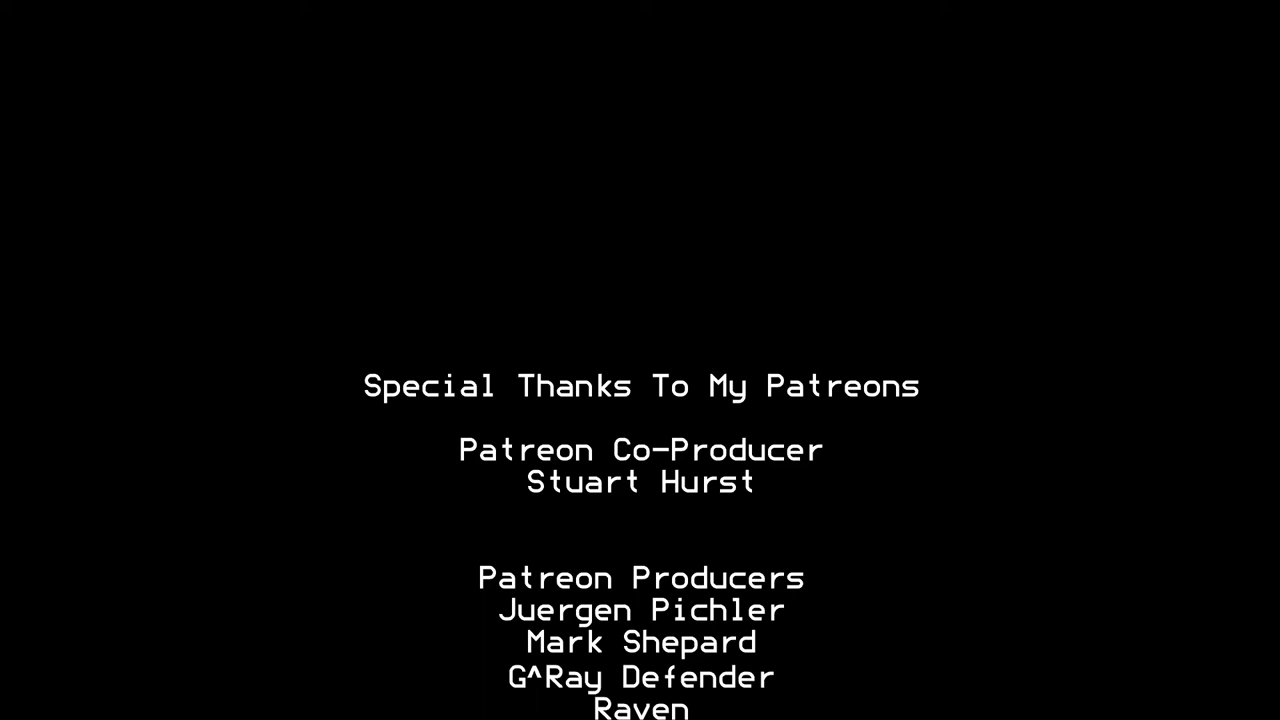 Special Thanks To My Patreons
Patreon Co-Producer
Stuart Hurst
Patreon Producers
Juergen Pichler
Mark Shepard
G^Ray Defender
Raven